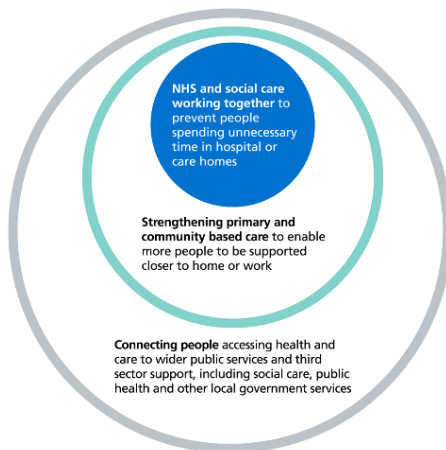 NHS and social care
working together to
prevent people
spending unnecessary
time in hospital or
care homes
Strengthening primary and
community based care to enable
more people to be supported
closer to home or work
Connecting people accessing health and
care to wider public services and third
sector support, including social care, public
health and other local government services